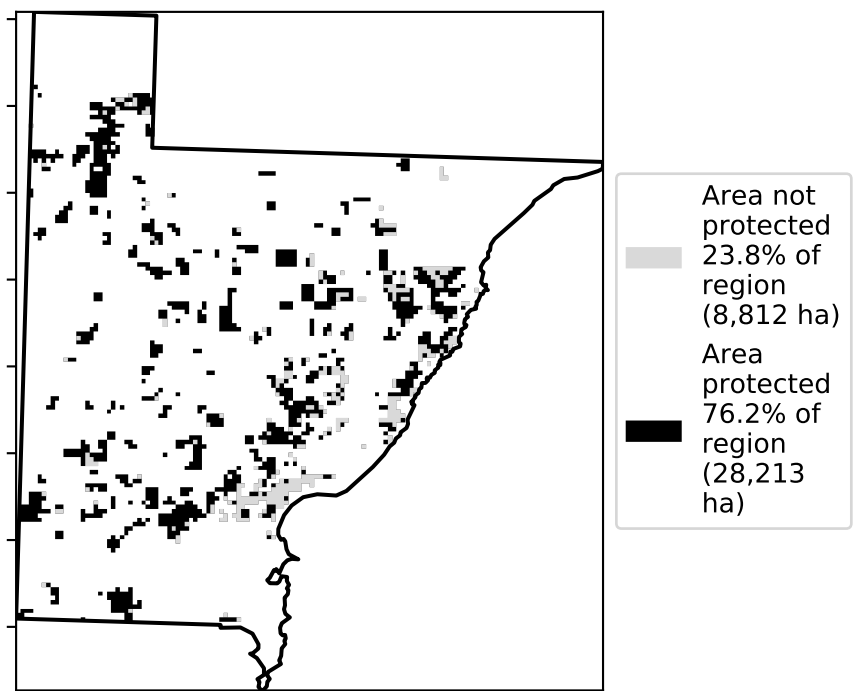 Area not
protected
23.8% of
region
(8,812 ha)
Area
protected
76.2% of
region
(28,213
ha)